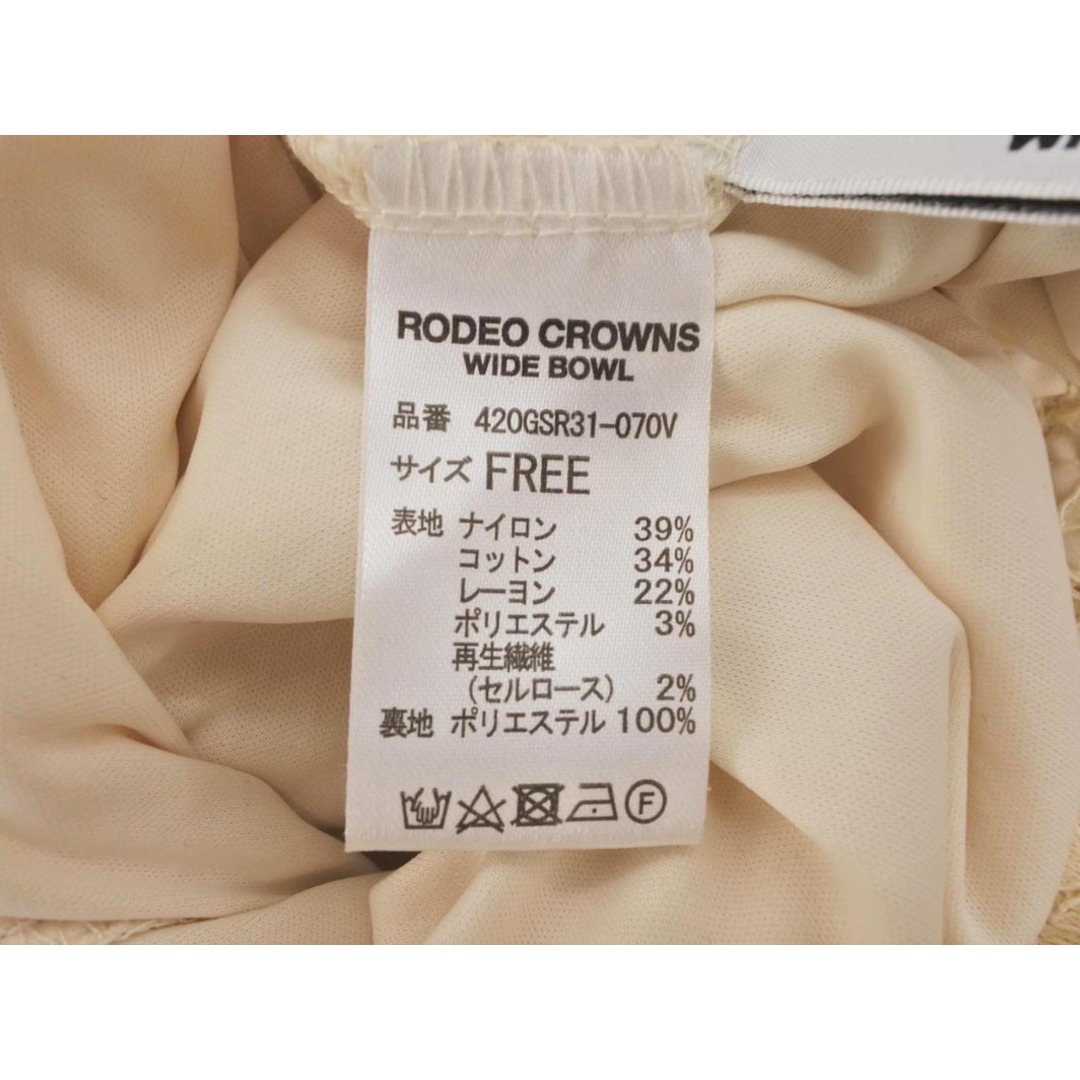 RODEO CROWNS
WIDE BOWL
品番 420GSR31-070V
サイズ FREE
表地 ナイロン 39%
コットン 34%
レーヨン 22%
ポリエステル 3%
再生繊維
(セルロース) 2%
裏地 ポリエステル 100%
F